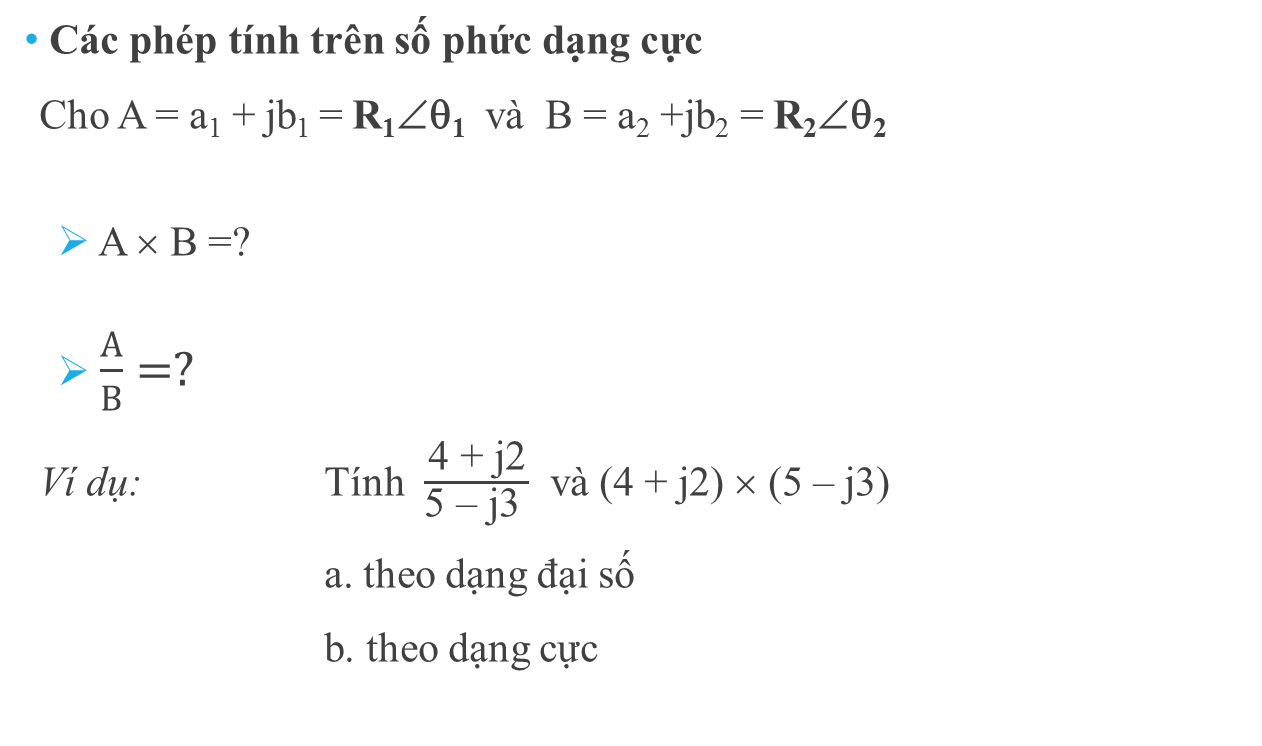 • Các phép tính trên số phức dạng cực
Cho A = a₁ + jb₁ = R₁∠θ₁ và B = a₂ +jb₂ = R₂∠θ₂
➢ A × B =?
➢ A/B =?
Ví dụ: Tính (4 + j2)/(5 – j3) và (4 + j2) × (5 – j3)
a. theo dạng đại số
b. theo dạng cực